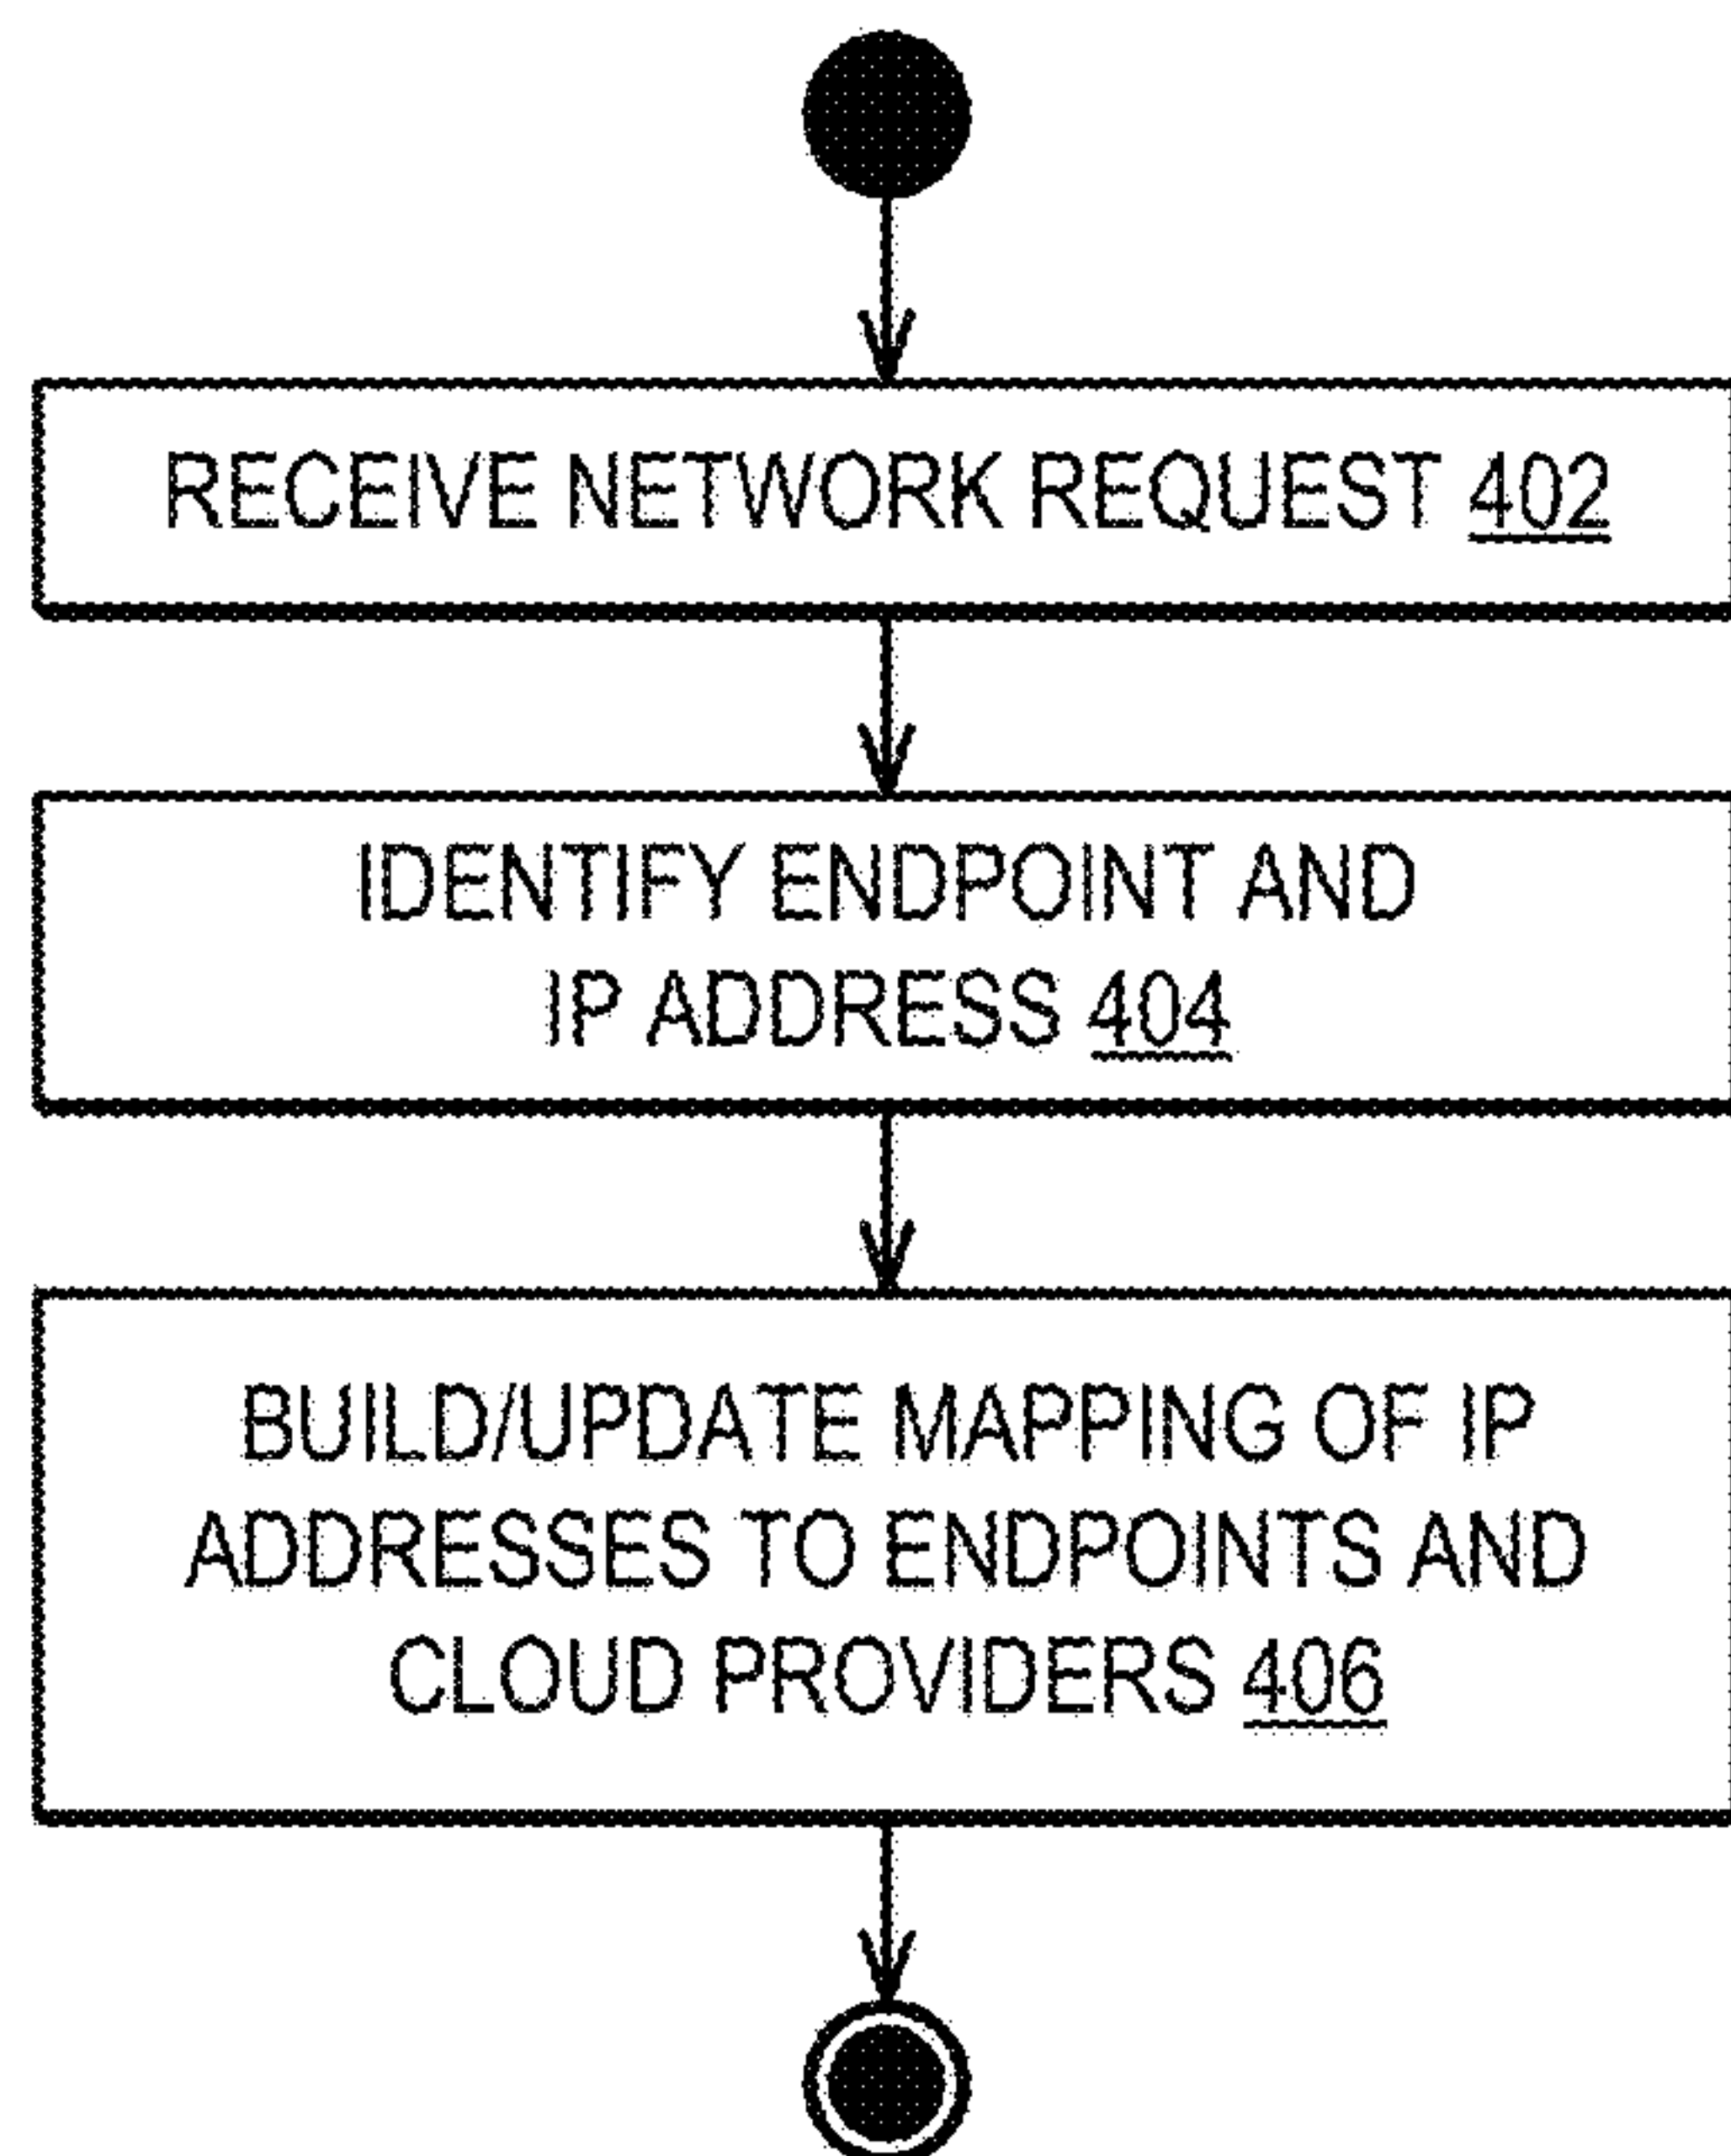 RECEIVE NETWORK REQUEST 402
IDENTIFY ENDPOINT AND
IP ADDRESS 404
BUILD/UPDATE MAPPING OF IP
ADDRESSES TO ENDPOINTS AND
CLOUD PROVIDERS 406